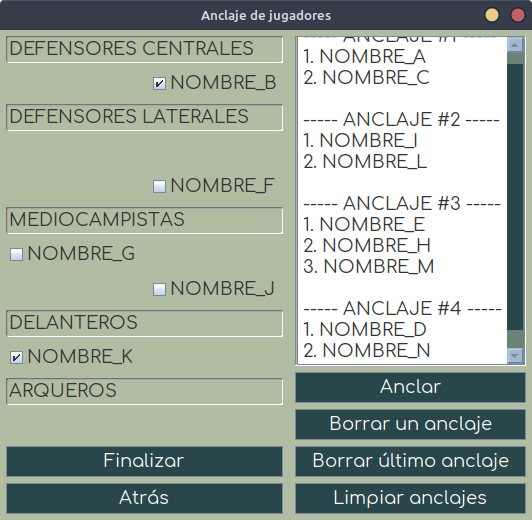 Anclaje de jugadores
DEFENSORES CENTRALES
NOMBRE_B
DEFENSORES LATERALES
NOMBRE_F
MEDIOCAMPISTAS
NOMBRE_G
NOMBRE_J
DELANTEROS
NOMBRE_K
ARQUEROS
Finalizar
Atrás
----- ANCLAJE #1 -----
1. NOMBRE_A
2. NOMBRE_C
----- ANCLAJE #2 -----
1. NOMBRE_I
2. NOMBRE_L
----- ANCLAJE #3 -----
1. NOMBRE_E
2. NOMBRE_H
3. NOMBRE_M
----- ANCLAJE #4 -----
1. NOMBRE_D
2. NOMBRE_N
Anclar
Borrar un anclaje
Borrar último anclaje
Limpiar anclajes